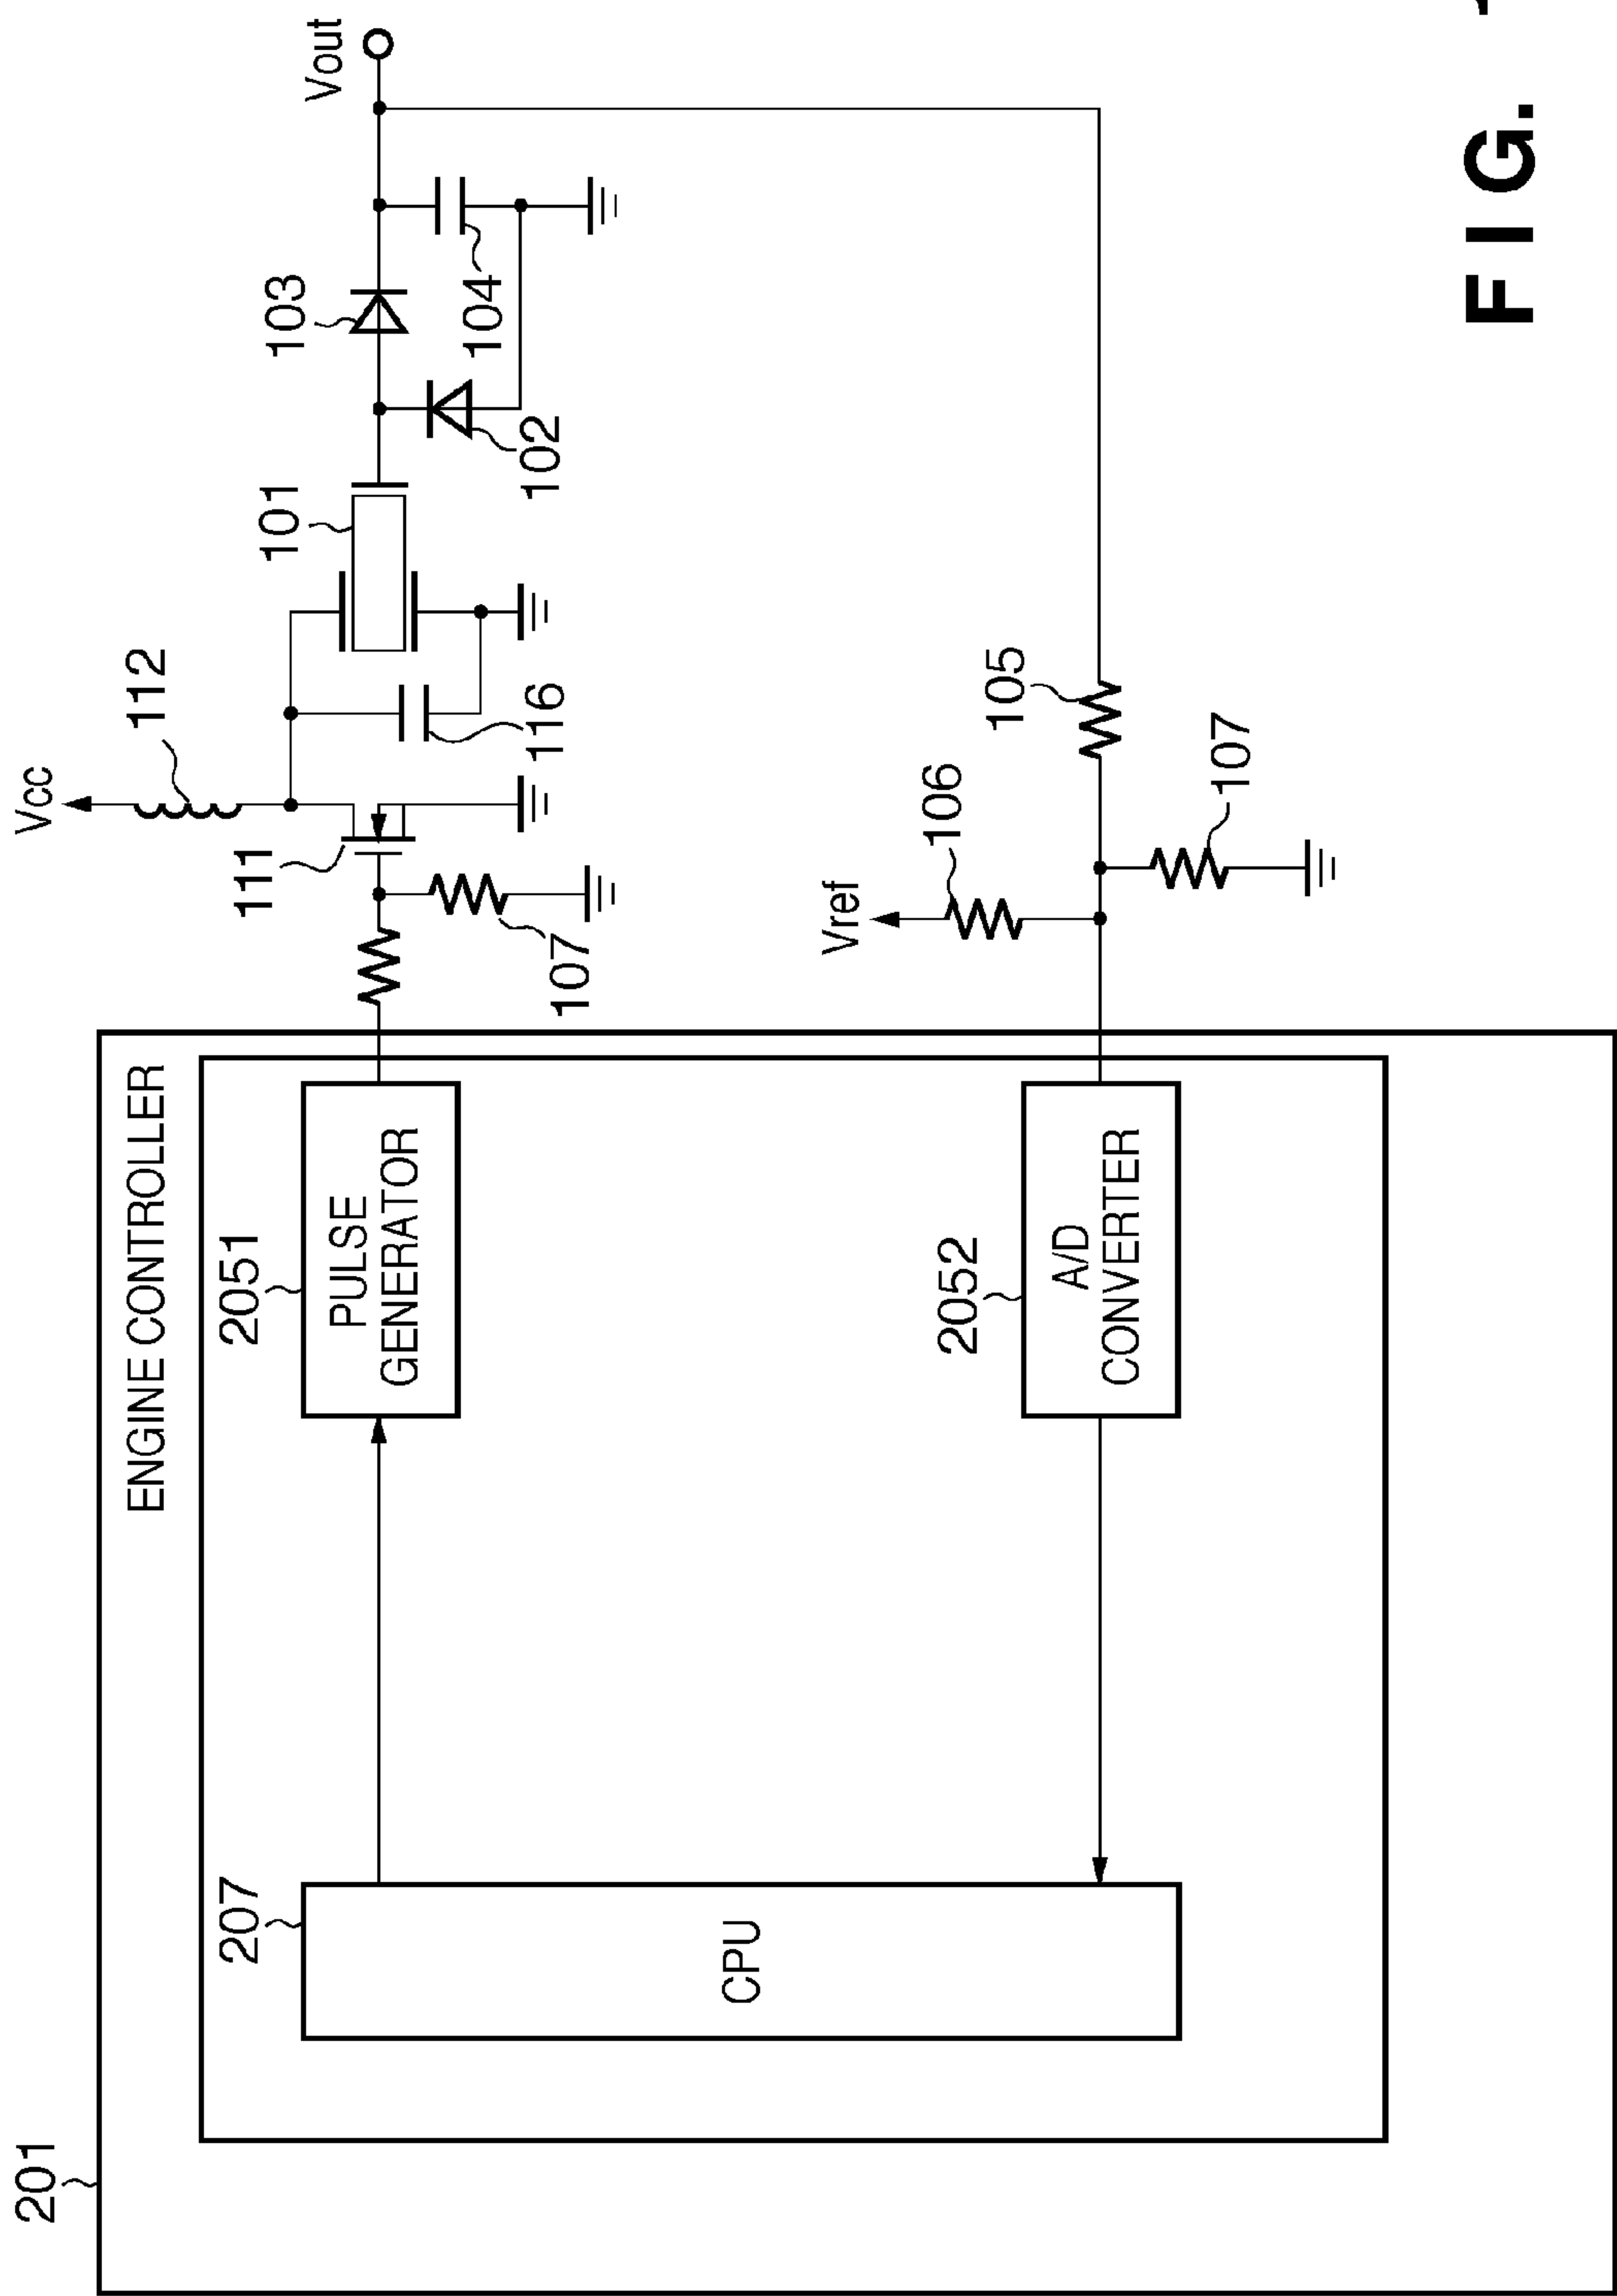 201
ENGINE CONTROLLER
207
CPU
2051
PULSE
GENERATOR
2052
A/D
CONVERTER
Vcc
112
111
107
116
101
102
103
104
Vout
Vref
106
105
107
FIG.